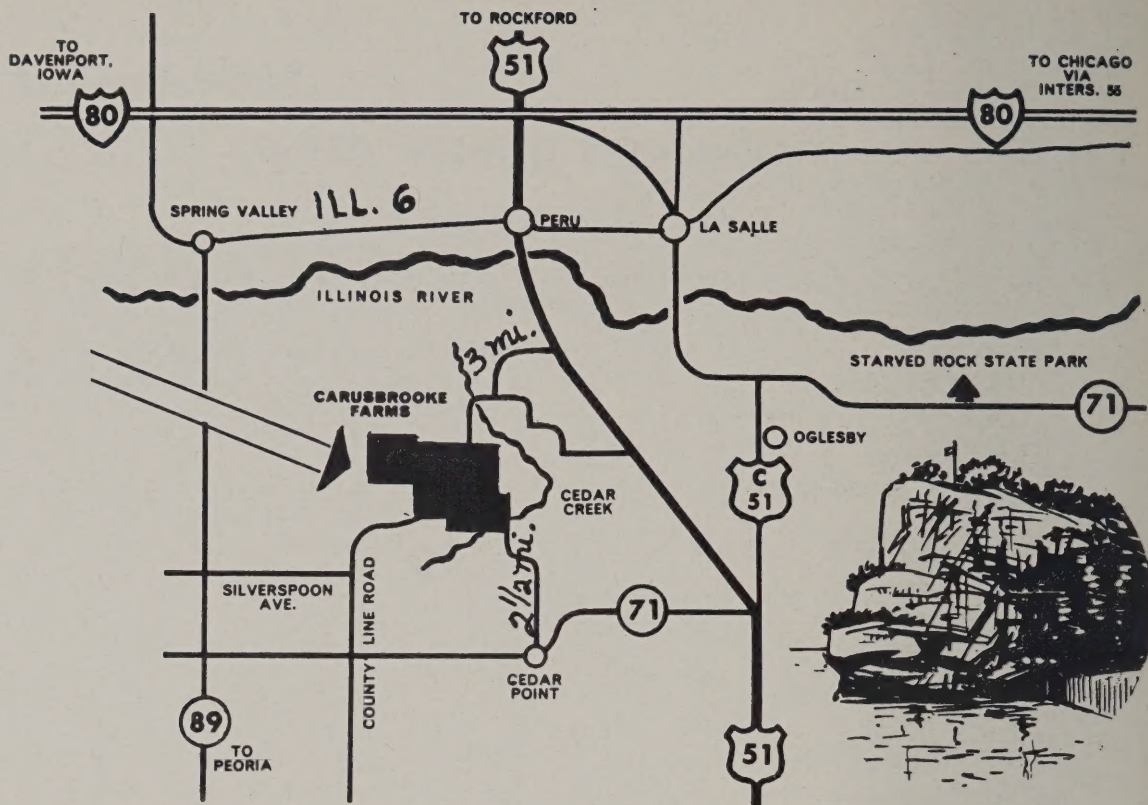 TO ROCKFORD
TO
DAVENPORT,
IOWA
51
TO CHICAGO
VIA
INTERS. 55
80
80
SPRING VALLEY
ILL. 6
PERU
LA SALLE
ILLINOIS RIVER
3 mi.
STARVED ROCK STATE PARK
CARUSBROOKE
FARMS
71
OGLESBY
C
51
CEDAR
CREEK
SILVERSPOON
AVE.
COUNTY LINE ROAD
2 1/2 mi.
71
CEDAR
POINT
89
TO
PEORIA
51